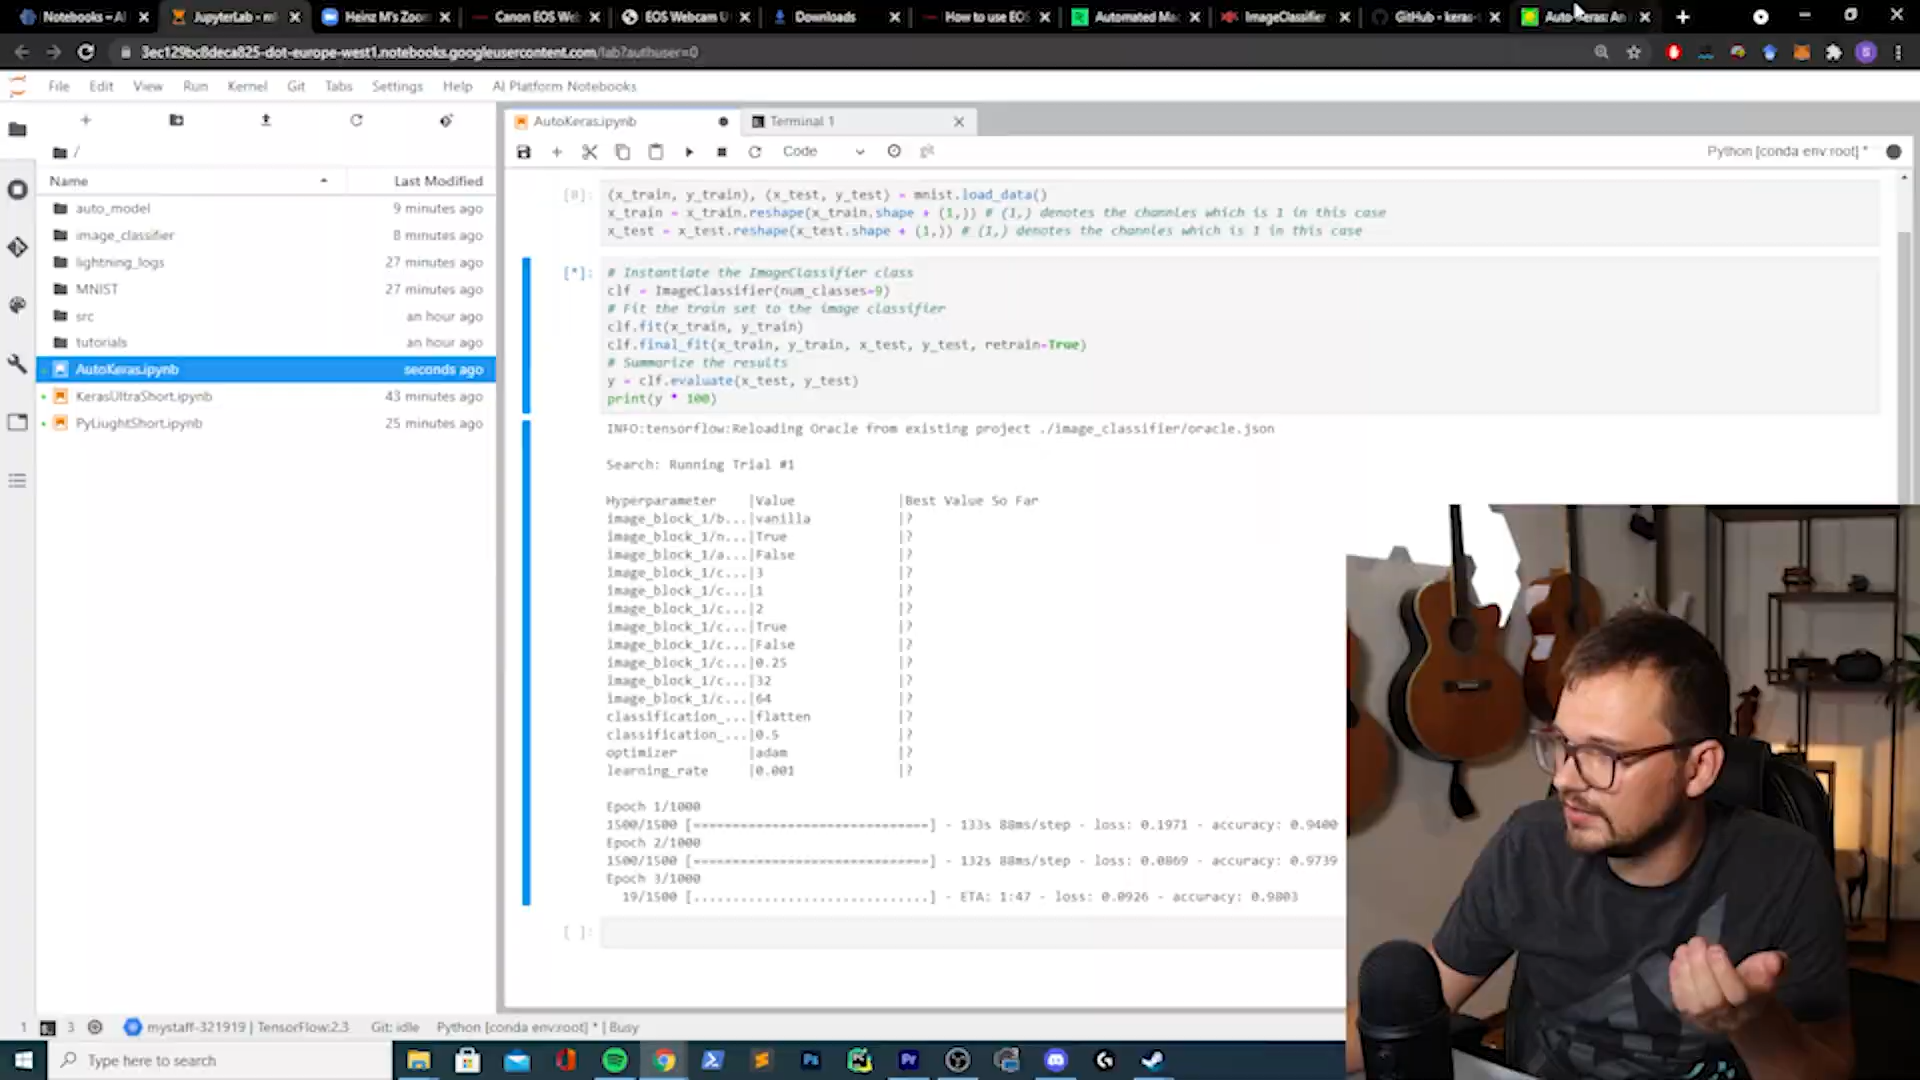 Notebooks – AI
JupyterLab - m
Heinz M's Zoom
Canon EOS We
EOS Webcam U
Downloads
How to use EOS
Automated Ma
ImageClassifier
GitHub - keras-
Auto-Keras: An
3ec129bc8deca825-dot-europe-west1.notebooks.googleusercontent.com/lab?authuser=0
File Edit View Run Kernel Git Tabs Settings Help AI Platform Notebooks
AutoKeras.ipynb
Terminal 1
/
Code
Python [conda env:root] *
Name Last Modified
auto_model 9 minutes ago
image_classifier 8 minutes ago
lightning_logs 27 minutes ago
MNIST 27 minutes ago
src an hour ago
tutorials an hour ago
AutoKeras.ipynb seconds ago
KerasUltraShort.ipynb 43 minutes ago
PyLiughtShort.ipynb 25 minutes ago
[8]: (x_train, y_train), (x_test, y_test) = mnist.load_data()
x_train = x_train.reshape(x_train.shape + (1,)) # (1,) denotes the channles which is 1 in this case
x_test = x_test.reshape(x_test.shape + (1,)) # (1,) denotes the channles which is 1 in this case
[*]: # Instantiate the ImageClassifier class
clf = ImageClassifier(num_classes=9)
# Fit the train set to the image classifier
clf.fit(x_train, y_train)
clf.final_fit(x_train, y_train, x_test, y_test, retrain=True)
# Summarize the results
y = clf.evaluate(x_test, y_test)
print(y * 100)
INFO:tensorflow:Reloading Oracle from existing project ./image_classifier/oracle.json
Search: Running Trial #1
Hyperparameter |Value |Best Value So Far
image_block_1/b...|vanilla |?
image_block_1/n...|True |?
image_block_1/a...|False |?
image_block_1/c...|3 |?
image_block_1/c...|1 |?
image_block_1/c...|2 |?
image_block_1/c...|True |?
image_block_1/c...|False |?
image_block_1/c...|0.25 |?
image_block_1/c...|32 |?
image_block_1/c...|64 |?
classification_...|flatten |?
classification_...|0.5 |?
optimizer |adam |?
learning_rate |0.001 |?
Epoch 1/1000
1500/1500 [==============================] - 133s 88ms/step - loss: 0.1971 - accuracy: 0.9400
Epoch 2/1000
1500/1500 [==============================] - 132s 88ms/step - loss: 0.0869 - accuracy: 0.9739
Epoch 3/1000
19/1500 [..............................] - ETA: 1:47 - loss: 0.0926 - accuracy: 0.9803
[ ]:
1 3 mystaff-321919 | TensorFlow:2.3 Git: idle Python [conda env:root] * | Busy
Type here to search